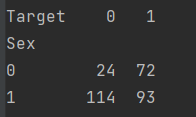 Target 0 1
Sex
0 24 72
1 114 93